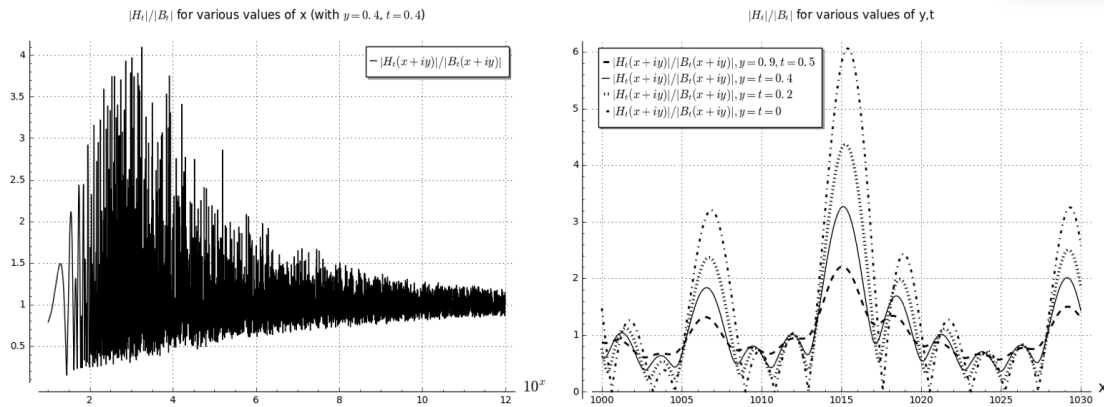 |H_t|/|B_t| for various values of x (with y = 0.4, t = 0.4)
|H_t(x+iy)|/|B_t(x+iy)|
4
3.5
3
2.5
2
1.5
1
0.5
2 4 6 8 10 12
10^x
|H_t|/|B_t| for various values of y,t
|H_t(x+iy)|/|B_t(x+iy)|, y = 0.9, t = 0.5
|H_t(x+iy)|/|B_t(x+iy)|, y = t = 0.4
|H_t(x+iy)|/|B_t(x+iy)|, y = t = 0.2
|H_t(x+iy)|/|B_t(x+iy)|, y = t = 0
6
5
4
3
2
1
0
1000 1005 1010 1015 1020 1025 1030
x